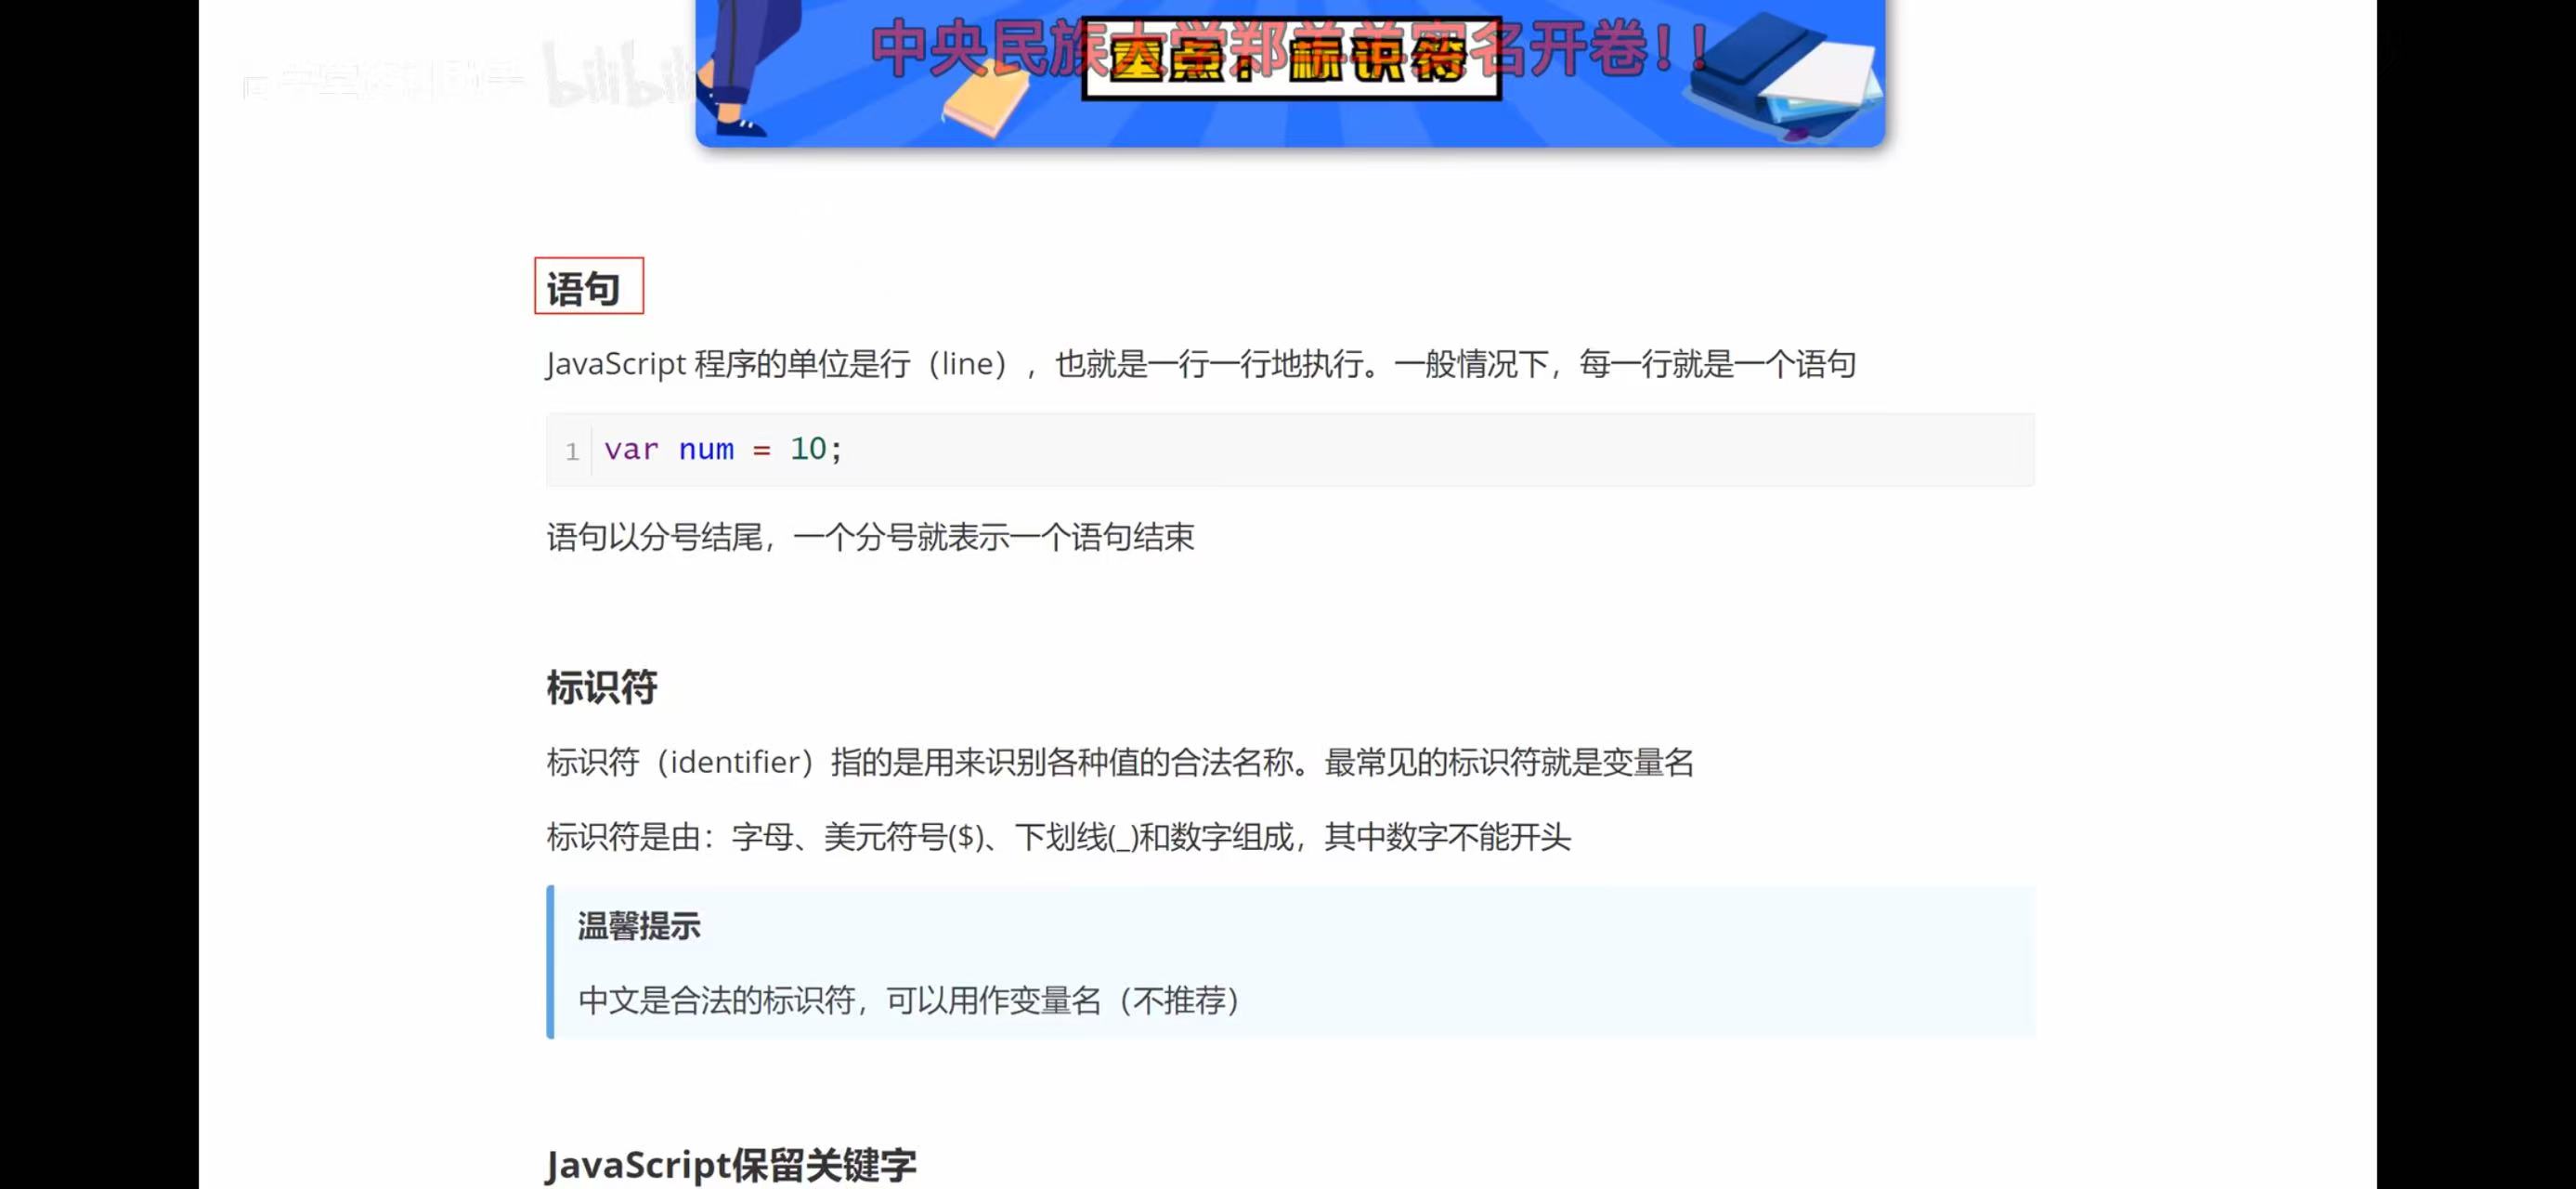 中央民族大学郑羊羊实名开卷！！
重点：标识符
bilibili
语句
JavaScript 程序的单位是行（line），也就是一行一行地执行。一般情况下，每一行就是一个语句
1 var num = 10;
语句以分号结尾，一个分号就表示一个语句结束
标识符
标识符（identifier）指的是用来识别各种值的合法名称。最常见的标识符就是变量名
标识符是由：字母、美元符号($)、下划线(_)和数字组成，其中数字不能开头
温馨提示
中文是合法的标识符，可以用作变量名（不推荐）
JavaScript保留关键字